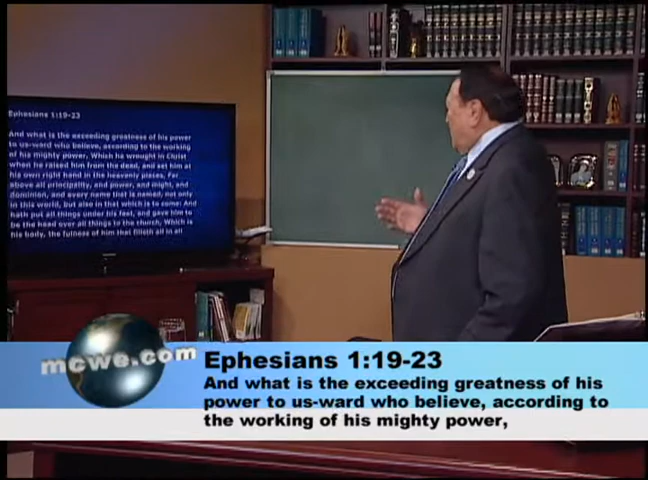 Ephesians 1:19-23
And what is the exceeding greatness of his power
to us-ward who believe, according to the working
of his mighty power, Which he wrought in Christ
when he raised him from the dead, and set him at
his own right hand in the heavenly places, Far
above all principality, and power, and might, and
dominion, and every name that is named, not only
in this world, but also in that which is to come: And
hath put all things under his feet, and gave him to
be the head over all things to the church, Which is
his body, the fulness of him that filleth all in all
mcwe.com
Ephesians 1:19-23
And what is the exceeding greatness of his
power to us-ward who believe, according to
the working of his mighty power,